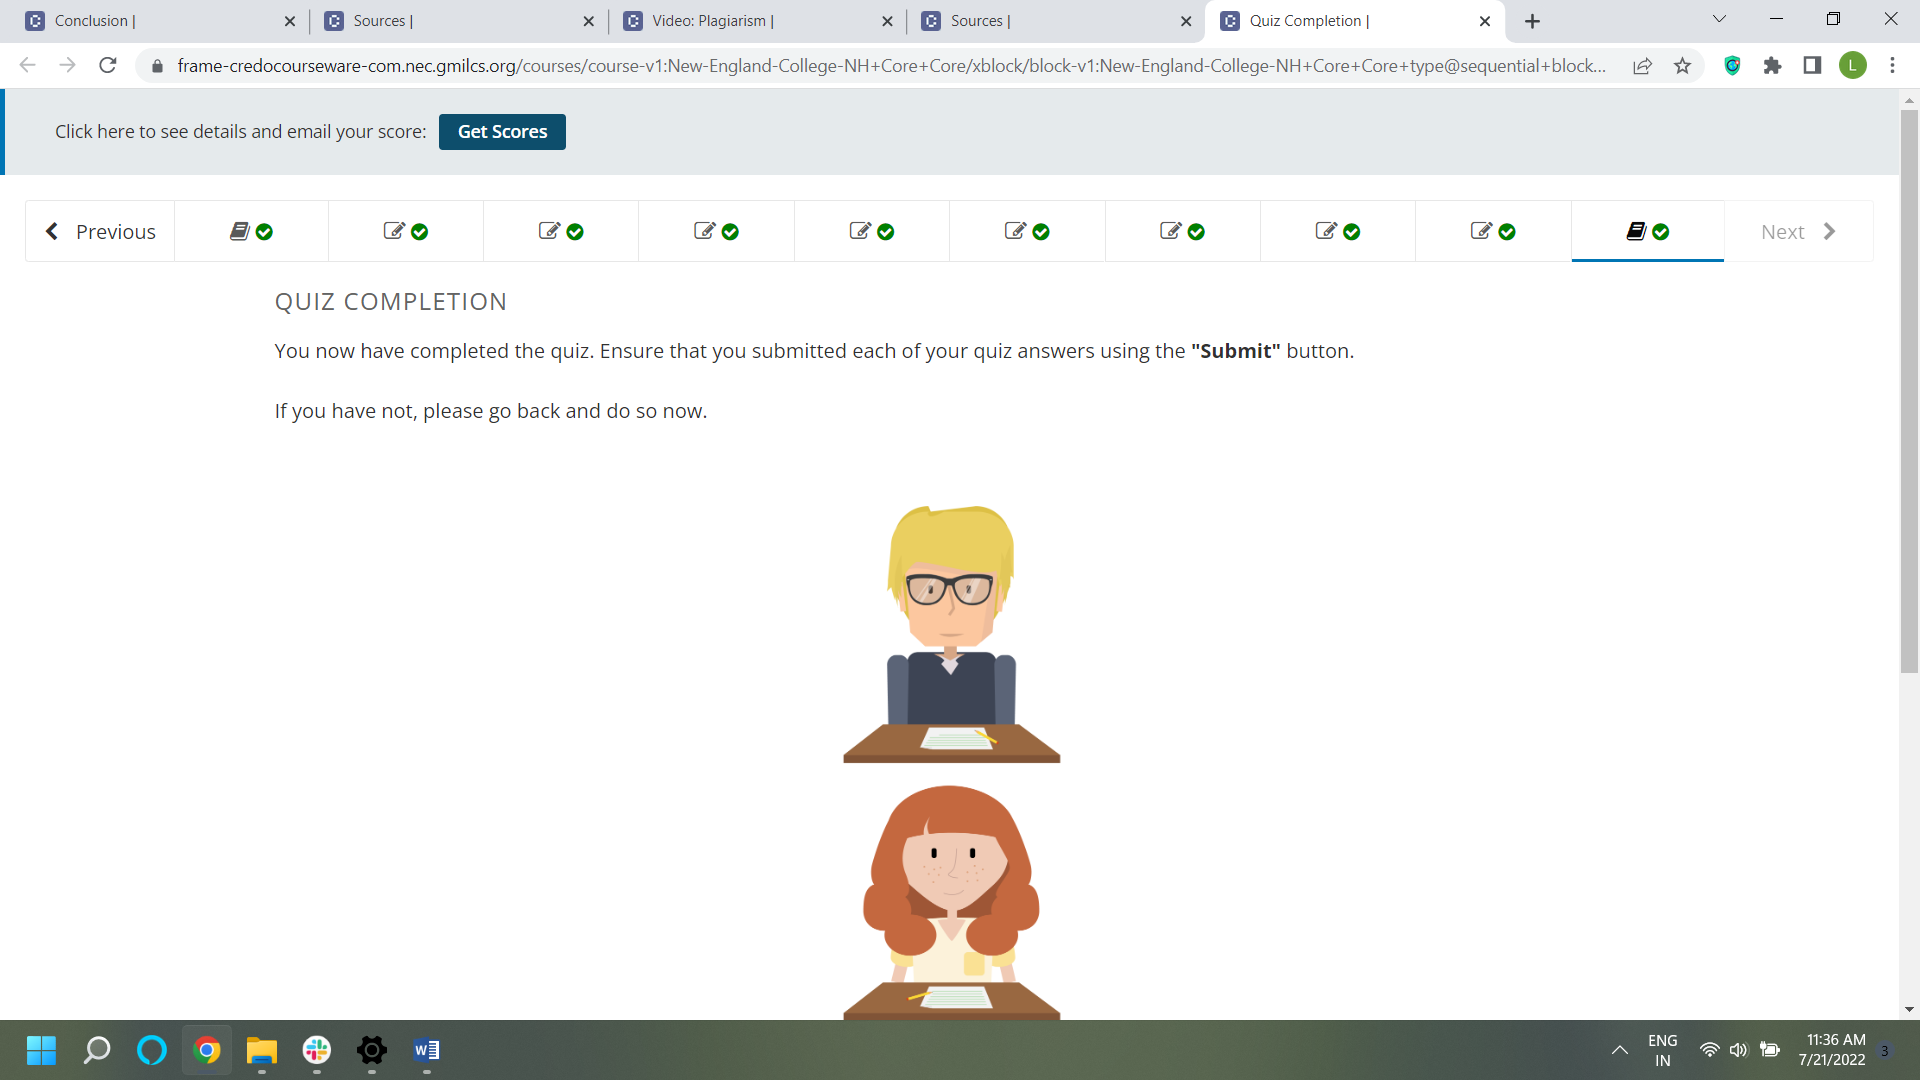 Conclusion |
Sources |
Video: Plagiarism |
Sources |
Quiz Completion |
frame-credocourseware-com.nec.gmilcs.org/courses/course-v1:New-England-College-NH+Core+Core/xblock/block-v1:New-England-College-NH+Core+Core+type@sequential+block...
L
Click here to see details and email your score:
Get Scores
Previous
Next
QUIZ COMPLETION
You now have completed the quiz. Ensure that you submitted each of your quiz answers using the "Submit" button.
If you have not, please go back and do so now.
W
ENG
IN
11:36 AM
7/21/2022
3